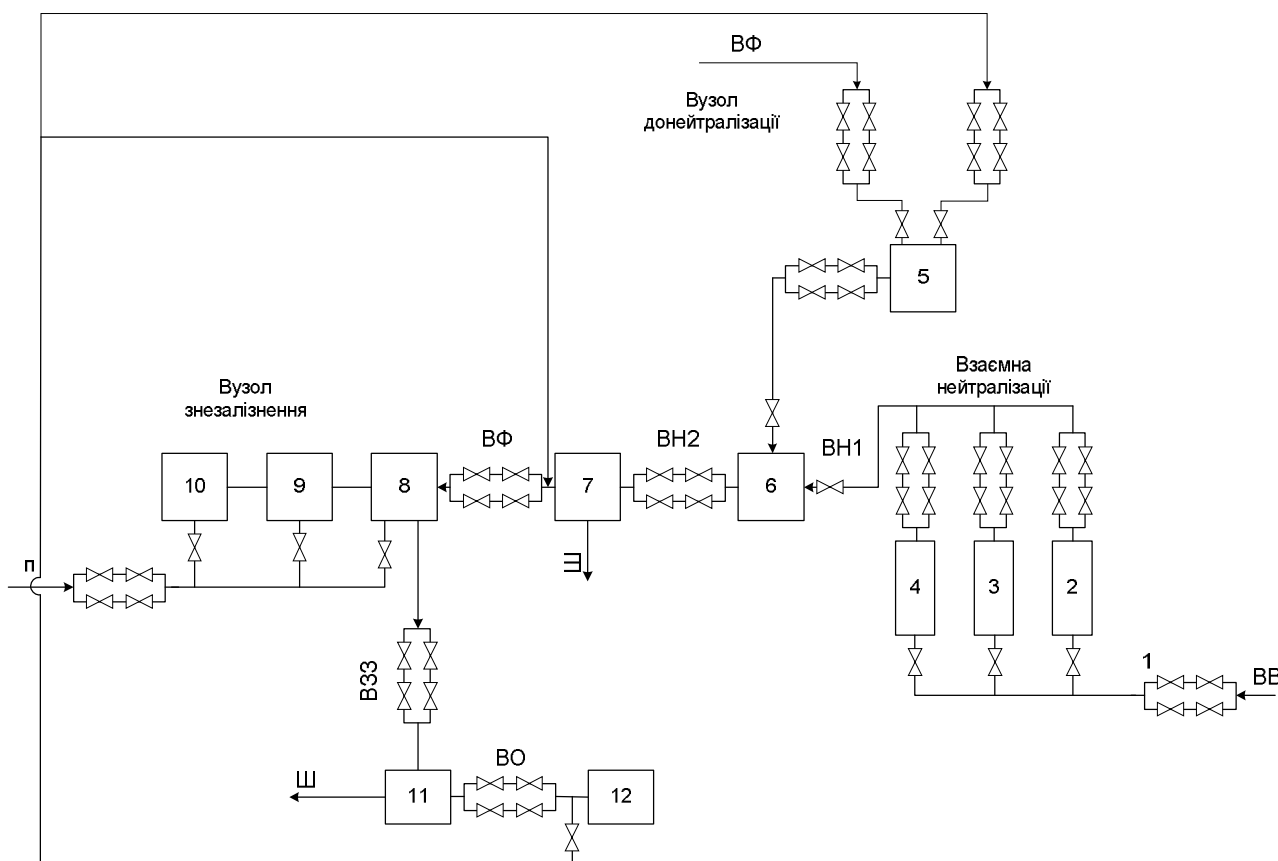 ВФ
Вузол
донейтралізації
5
Взаємна
нейтралізації
Вузол
знезалізнення
ВФ
ВН2
ВН1
10
9
8
7
6
п
Ш
4
3
2
1
ВВ
ВЗЗ
ВО
Ш
11
12